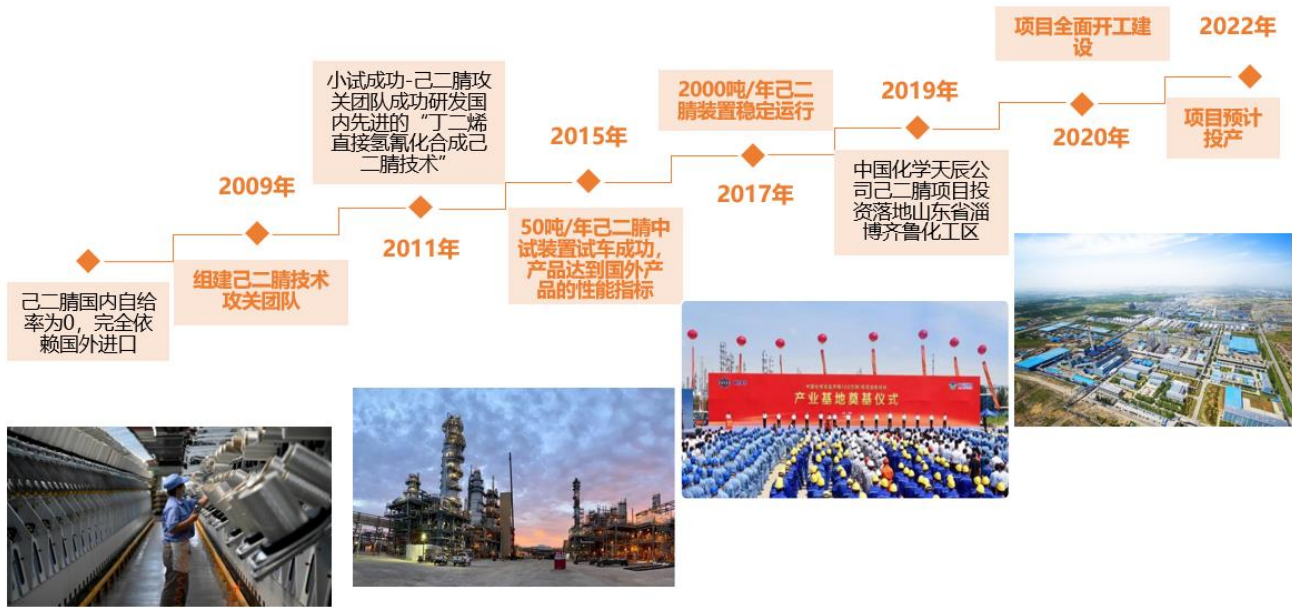 己二腈国内自给
率为0，完全依
赖国外进口
2009年
组建己二腈技术
攻关团队
小试成功-己二腈攻
关团队成功研发国
内先进的“丁二烯
直接氢氰化合成己
二腈技术”
2011年
2015年
50吨/年己二腈中
试装置试车成功，
产品达到国外产
品的性能指标
2000吨/年己二
腈装置稳定运行
2017年
2019年
中国化学天辰公
司己二腈项目投
资落地山东省淄
博齐鲁化工区
项目全面开工建
设
2020年
2022年
项目预计
投产
产业基地奠基仪式